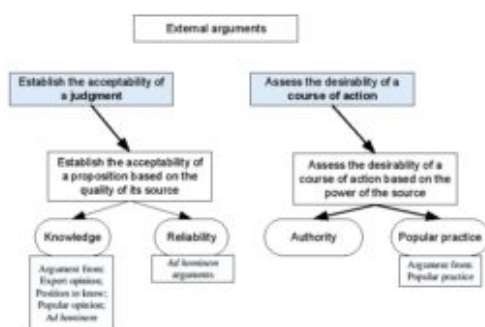 External arguments
Establish the acceptability of
a judgment
Assess the desirablity of a
course of action
Establish the acceptability of
a proposition based on the
quality of its source
Assess the desirablity of a
course of action based on the
power of the source
Knowledge
Reliability
Authority
Popular practice
Argument from:
Expert opinion;
Position to know;
Popular opinion;
Ad hominem
Ad hominem
arguments
Argument from:
Popular practice